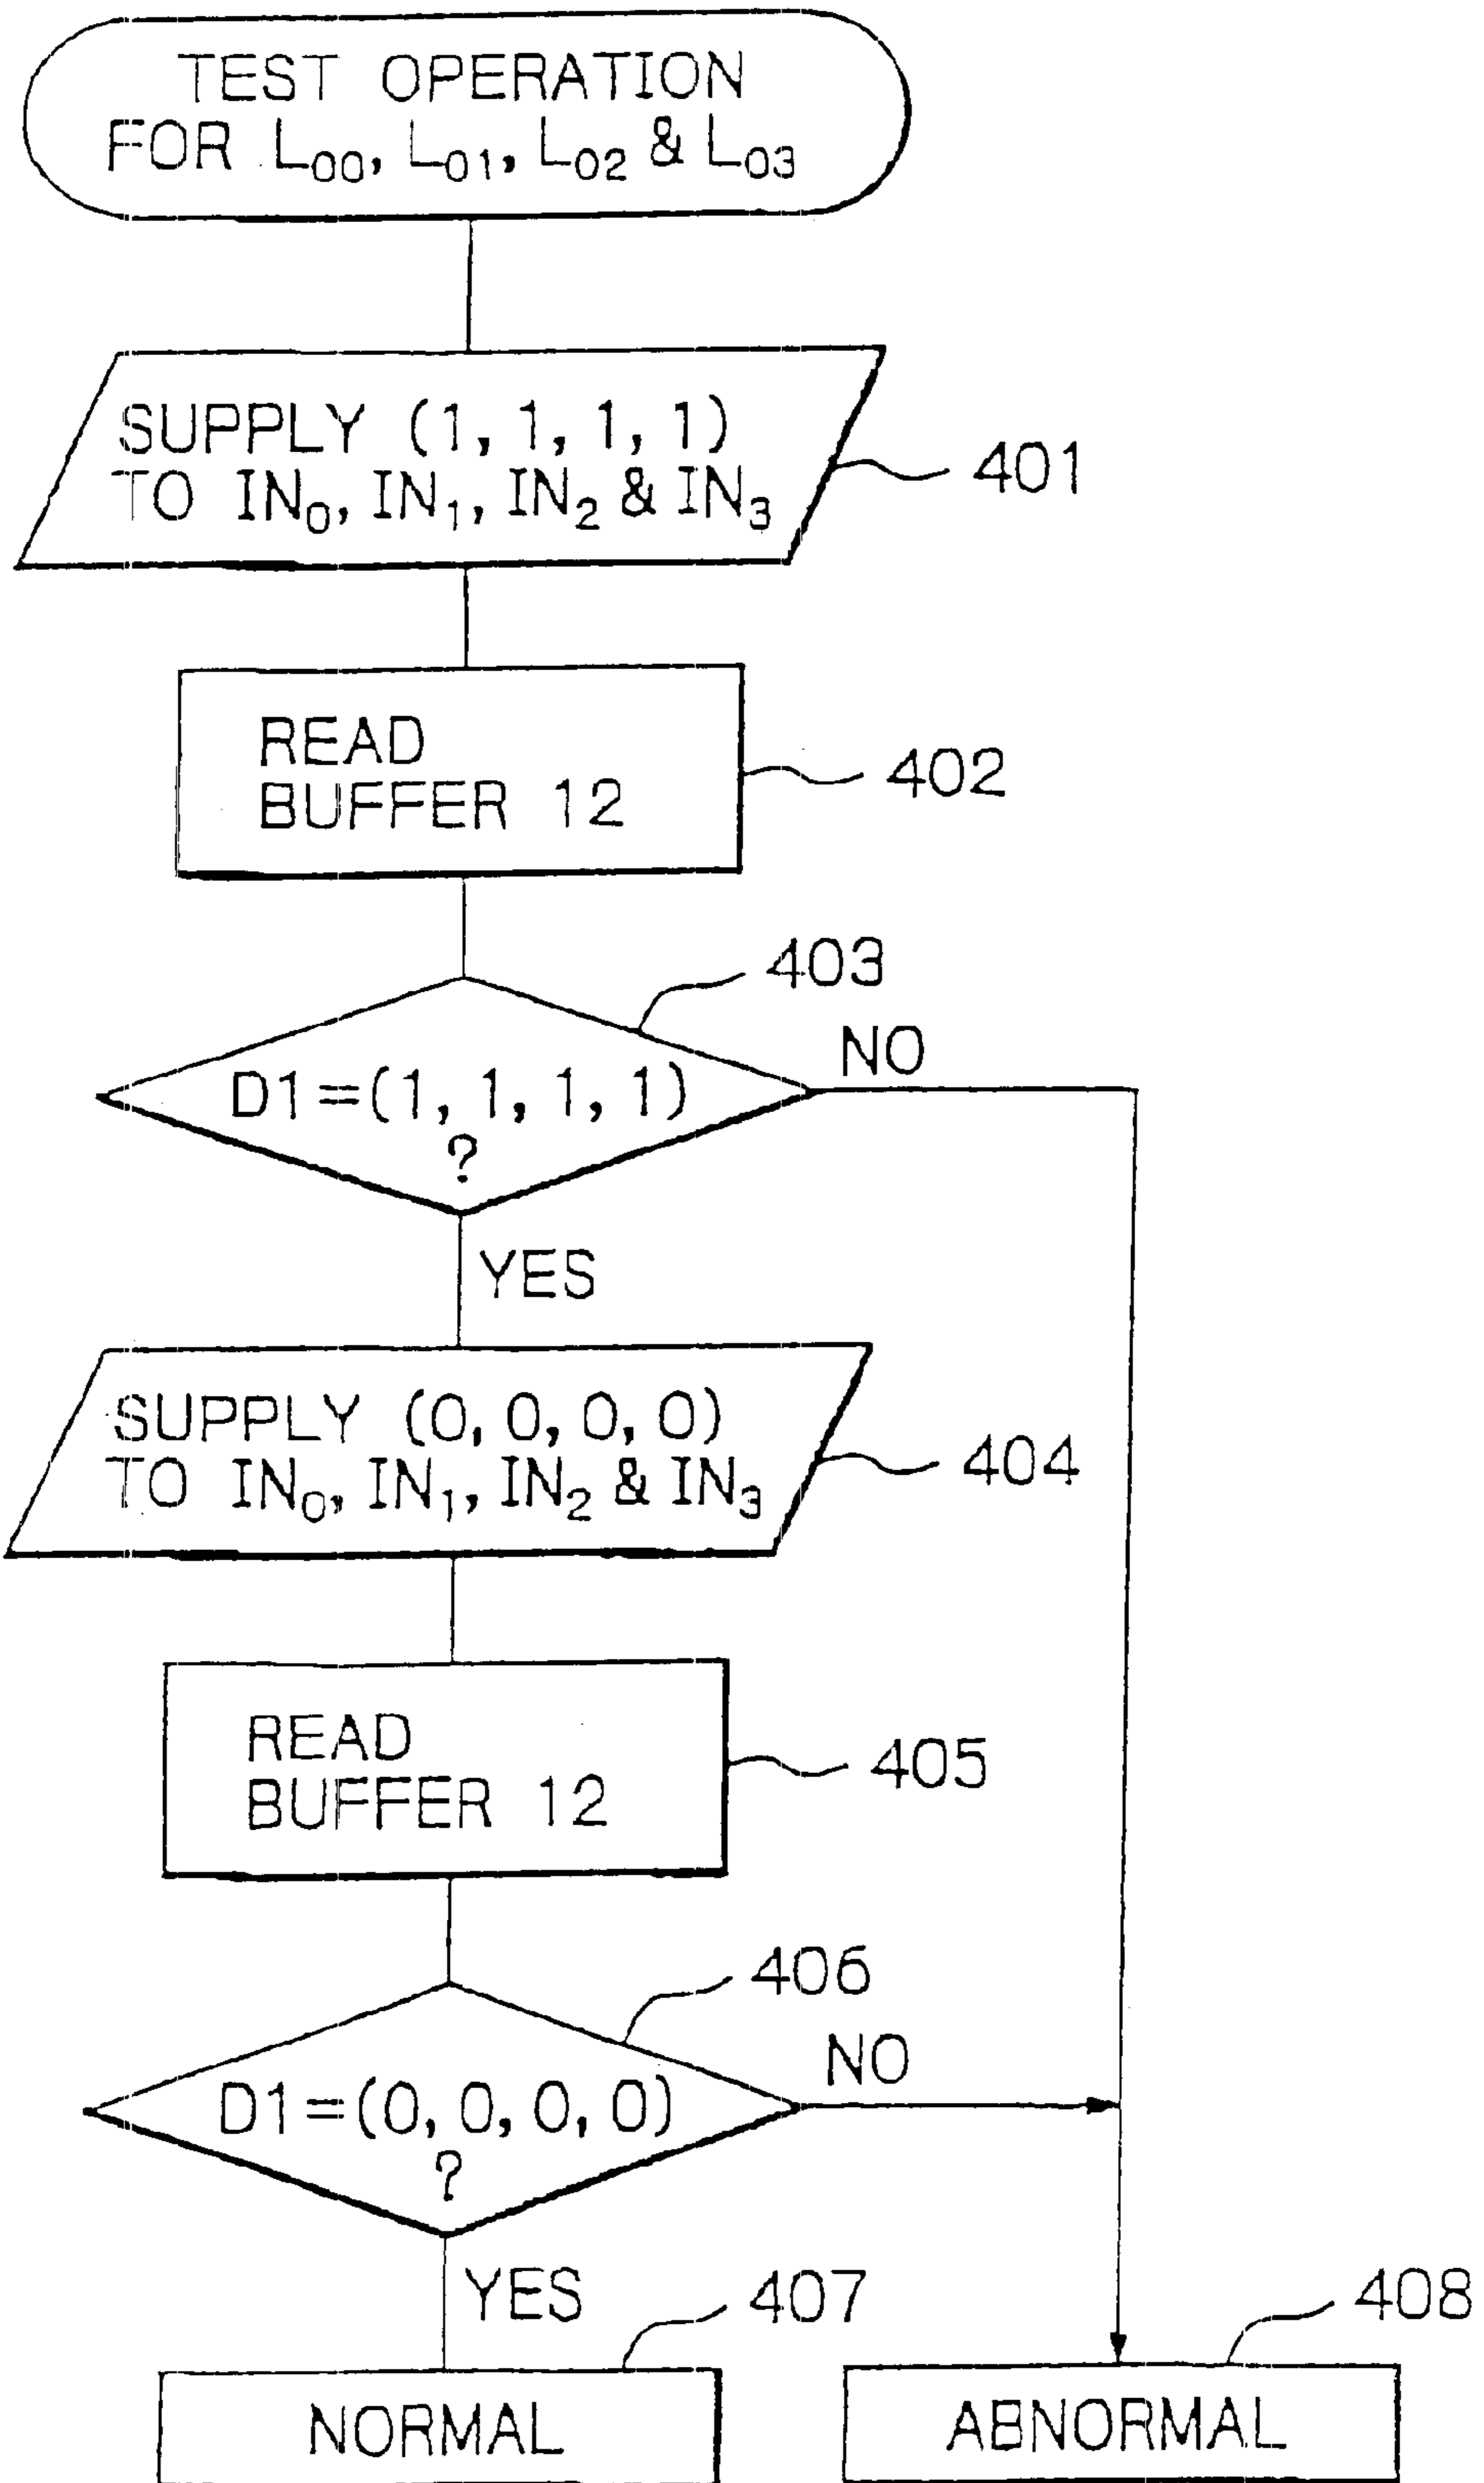 TEST OPERATION
FOR L00, L01, L02 & L03
SUPPLY (1, 1, 1, 1)
TO IN0, IN1, IN2 & IN3
401
READ
BUFFER 12
402
403
D1=(1, 1, 1, 1)
?
NO
YES
SUPPLY (0, 0, 0, 0)
TO IN0, IN1, IN2 & IN3
404
READ
BUFFER 12
405
406
D1=(0, 0, 0, 0)
?
NO
YES
407
408
NORMAL
ABNORMAL